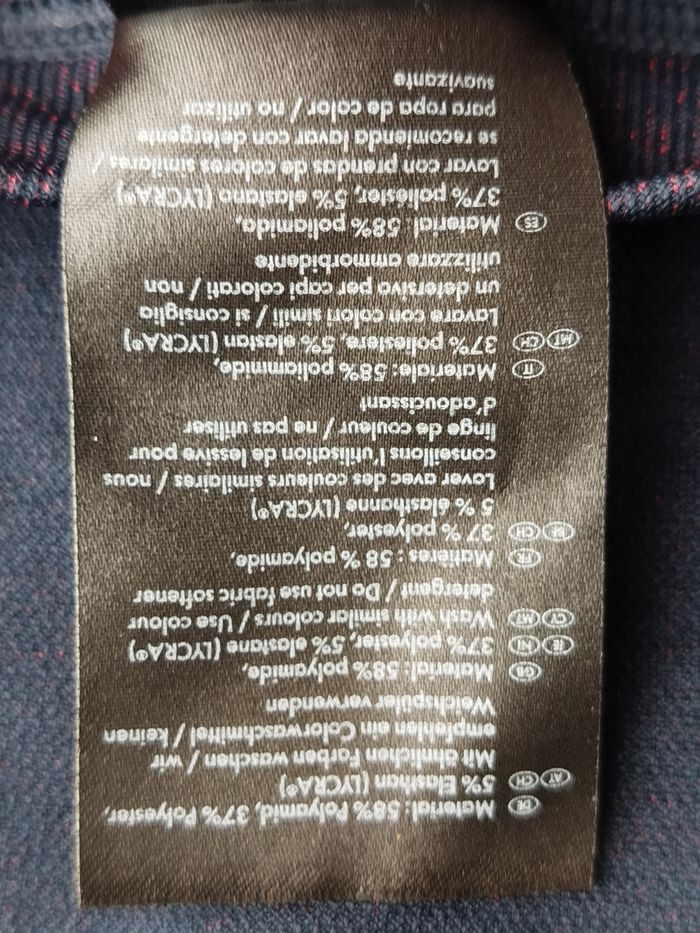 DE Material: 58% Polyamid, 37% Polyester,
AT CH 5% Elasthan (LYCRA®)
Mit ähnlichen Farben waschen / wir
empfehlen ein Colorwaschmittel / keinen
Weichspüler verwenden
GB Material: 58% polyamide,
IE NI 37% polyester, 5% elastane (LYCRA®)
CY MT Wash with similar colours / Use colour
detergent / Do not use fabric softener
FR Matières : 58 % polyamide,
CH 37 % polyester,
5 % élasthanne (LYCRA®)
Laver avec des couleurs similaires / nous
conseillons l'utilisation de lessive pour
linge de couleur / ne pas utiliser
d'adoucissant
IT Materiale: 58% poliammide,
MT CH 37% poliestere, 5% elastan (LYCRA®)
Lavare con colori simili / si consiglia
un detersivo per capi colorati / non
utilizzare ammorbidente
ES Material: 58% poliamida,
37% poliéster, 5% elastano (LYCRA®)
Lavar con prendas de colores similares /
se recomienda lavar con detergente
para ropa de color / no utilizar
suavizante